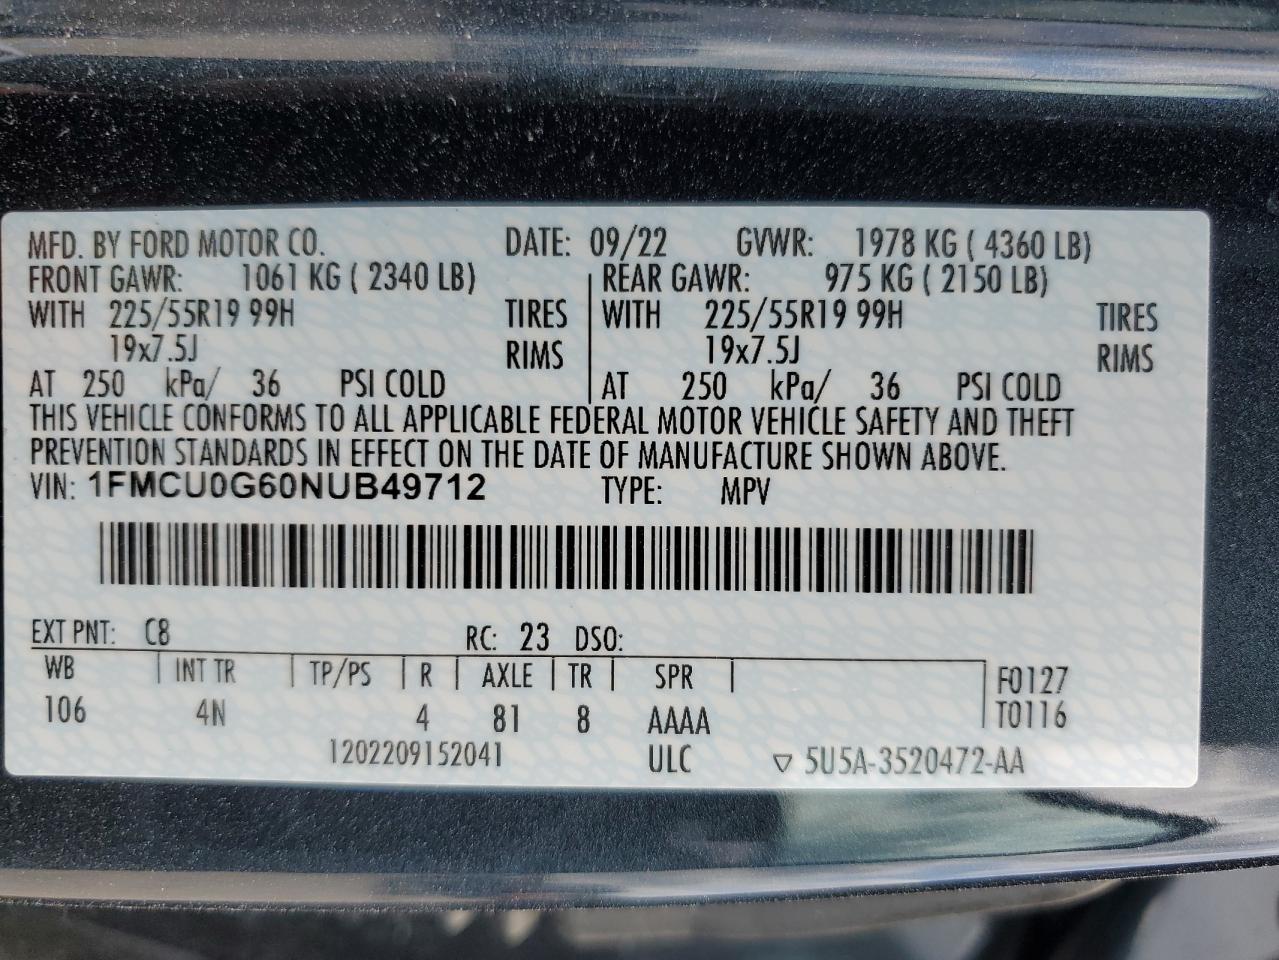 MFD. BY FORD MOTOR CO. DATE: 09/22 GVWR: 1978 KG ( 4360 LB)
FRONT GAWR: 1061 KG ( 2340 LB) REAR GAWR: 975 KG ( 2150 LB)
WITH 225/55R19 99H TIRES WITH 225/55R19 99H TIRES
19x7.5J RIMS 19x7.5J RIMS
AT 250 kPa/ 36 PSI COLD AT 250 kPa/ 36 PSI COLD
THIS VEHICLE CONFORMS TO ALL APPLICABLE FEDERAL MOTOR VEHICLE SAFETY AND THEFT
PREVENTION STANDARDS IN EFFECT ON THE DATE OF MANUFACTURE SHOWN ABOVE.
VIN: 1FMCU0G60NUB49712 TYPE: MPV
EXT PNT: C8 RC: 23 DSO:
WB INT TR TP/PS R AXLE TR SPR F0127
106 4N 4 81 8 AAAA T0116
1202209152041 ULC ▽ 5U5A-3520472-AA